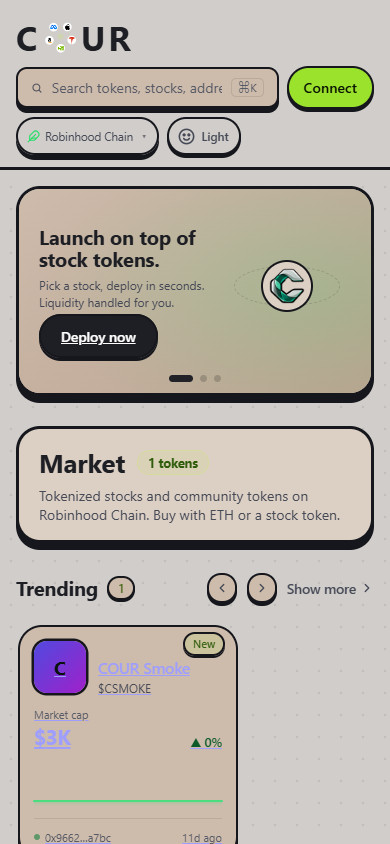 COUR
Search tokens, stocks, addre
⌘K
Connect
Robinhood Chain
Light
Launch on top of
stock tokens.
Pick a stock, deploy in seconds.
Liquidity handled for you.
Deploy now
Market
1 tokens
Tokenized stocks and community tokens on
Robinhood Chain. Buy with ETH or a stock token.
Trending
1
Show more
New
C
COUR Smoke
$CSMOKE
Market cap
$3K
▲ 0%
0x9662...a7bc
11d ago